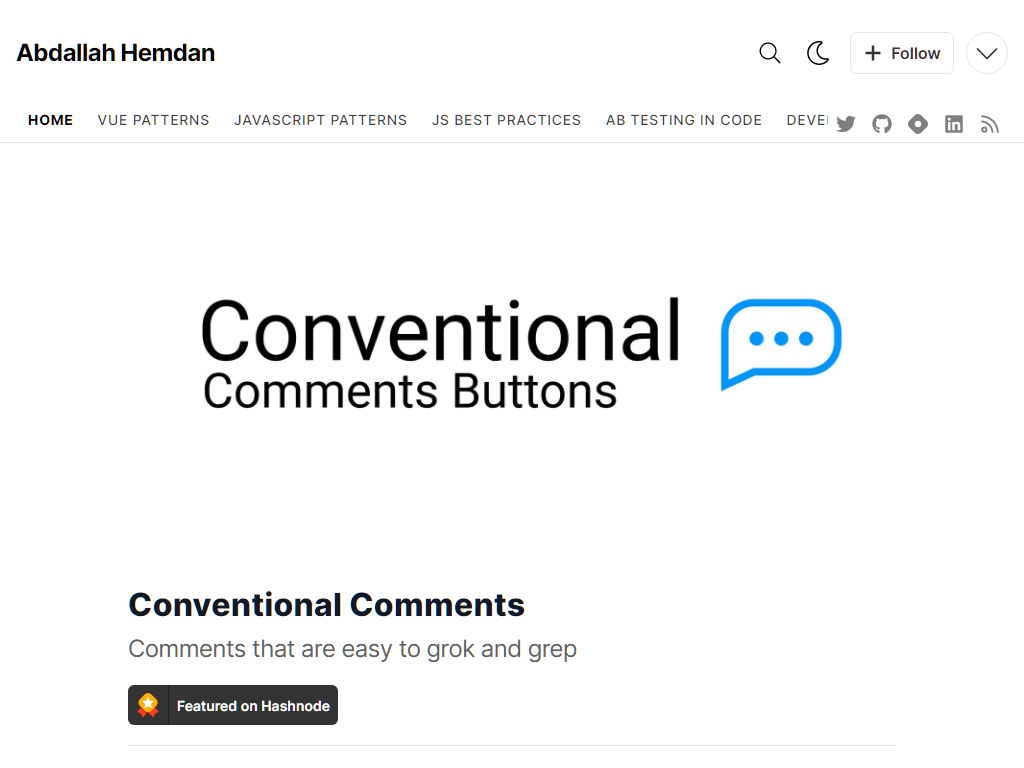 Abdallah Hemdan
Follow
HOME VUE PATTERNS JAVASCRIPT PATTERNS JS BEST PRACTICES AB TESTING IN CODE DEVE
Conventional
Comments Buttons
Conventional Comments
Comments that are easy to grok and grep
Featured on Hashnode